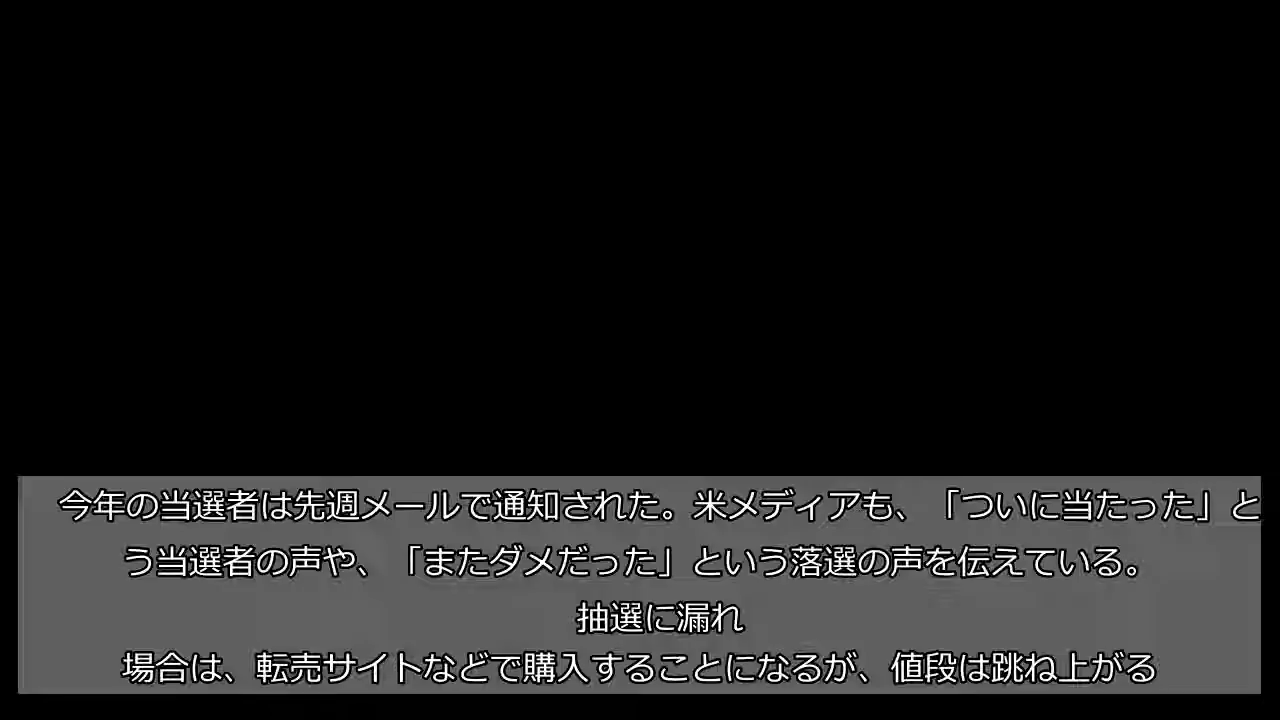 今年の当選者は先週メールで通知された。米メディアも、「ついに当たった」と
う当選者の声や、「またダメだった」という落選の声を伝えている。
抽選に漏れ
場合は、転売サイトなどで購入することになるが、値段は跳ね上がる